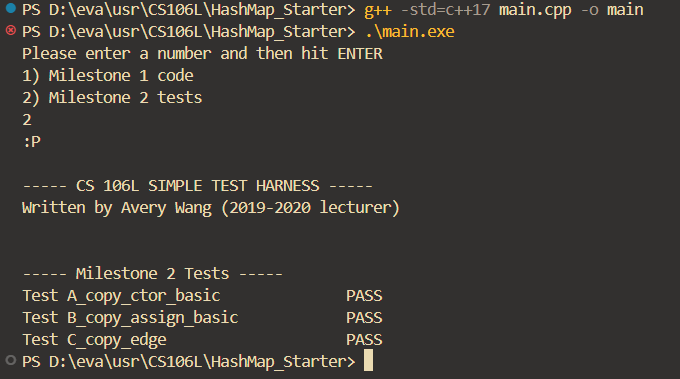 PS D:\eva\usr\CS106L\HashMap_Starter> g++ -std=c++17 main.cpp -o main
PS D:\eva\usr\CS106L\HashMap_Starter> .\main.exe
Please enter a number and then hit ENTER
1) Milestone 1 code
2) Milestone 2 tests
2
:P
----- CS 106L SIMPLE TEST HARNESS -----
Written by Avery Wang (2019-2020 lecturer)
----- Milestone 2 Tests -----
Test A_copy_ctor_basic PASS
Test B_copy_assign_basic PASS
Test C_copy_edge PASS
PS D:\eva\usr\CS106L\HashMap_Starter>